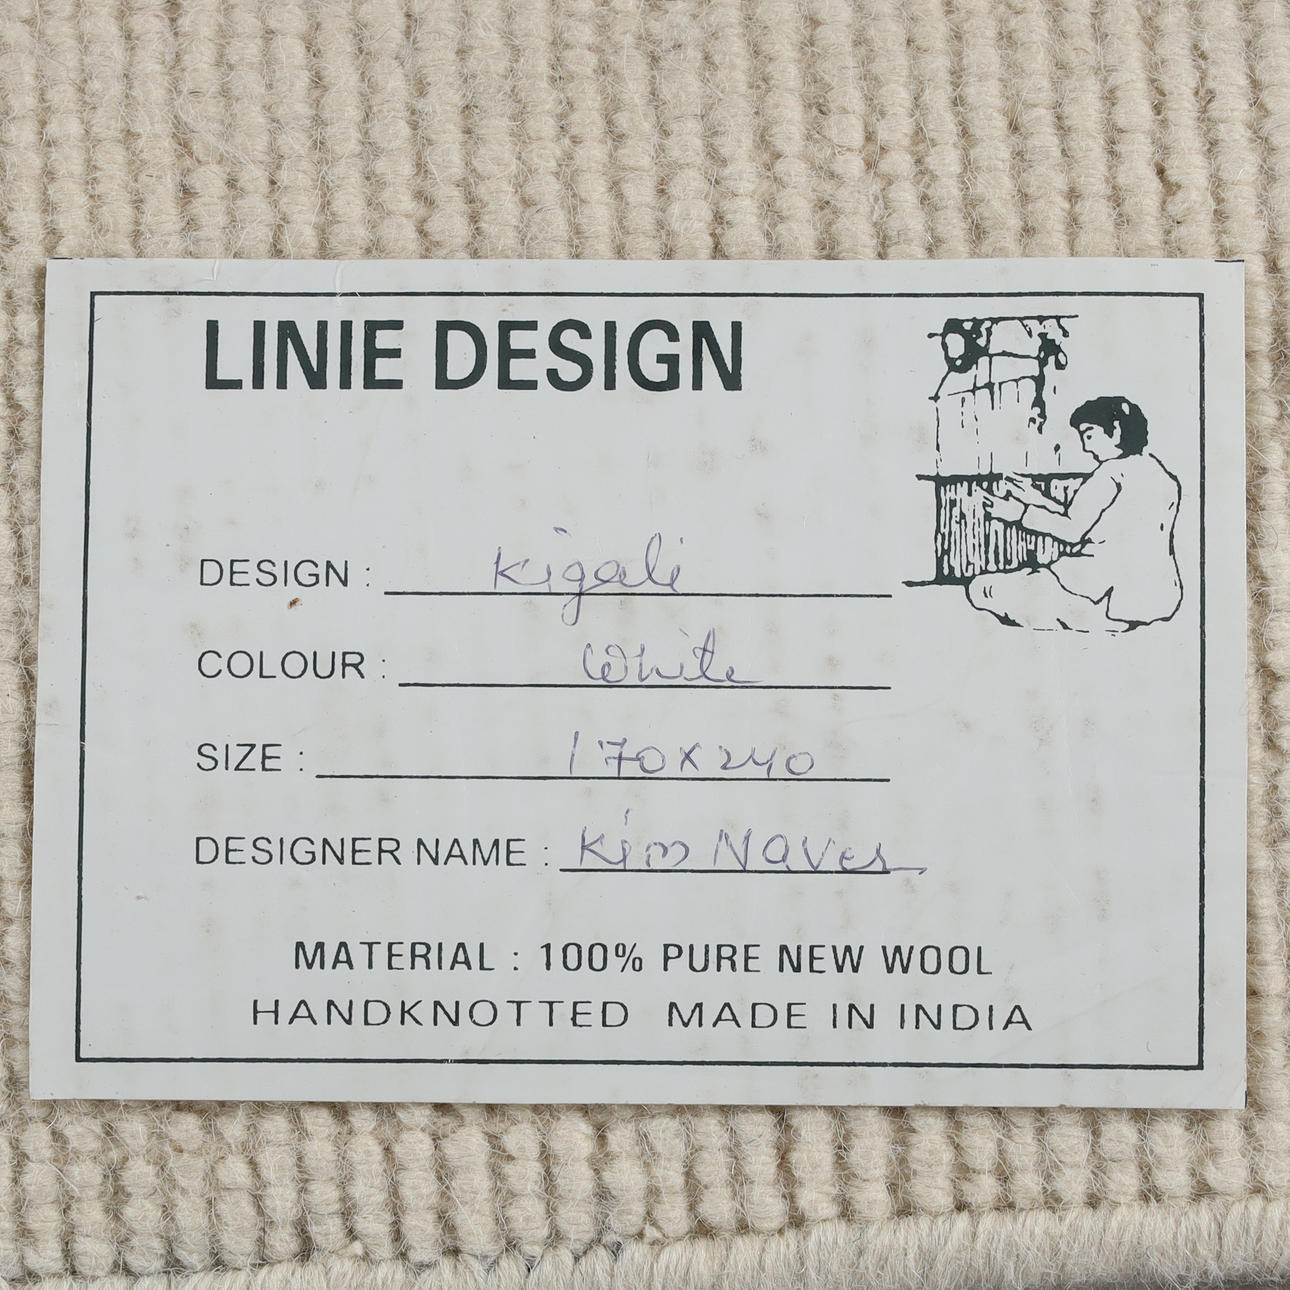 LINIE DESIGN
DESIGN : Kigali
COLOUR : White
SIZE : 170x240
DESIGNER NAME : Kim Naver
MATERIAL : 100% PURE NEW WOOL
HANDKNOTTED MADE IN INDIA